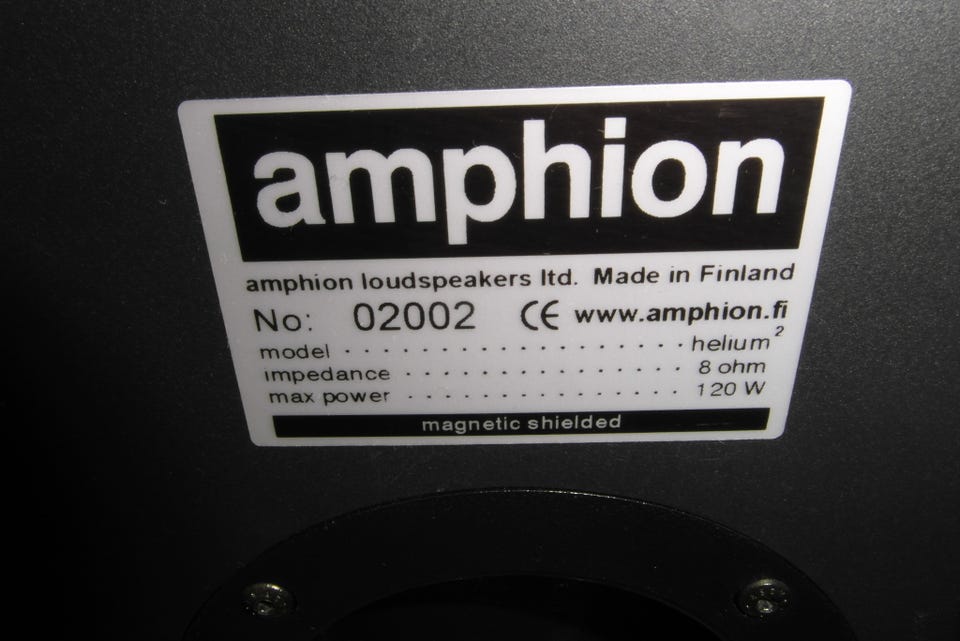 amphion
amphion loudspeakers ltd. Made in Finland
No: 02002 CE www.amphion.fi
model . . . . . . . . . . . . . . . . . . helium²
impedance . . . . . . . . . . . . . . . 8 ohm
max power . . . . . . . . . . . . . . . 120 W
magnetic shielded